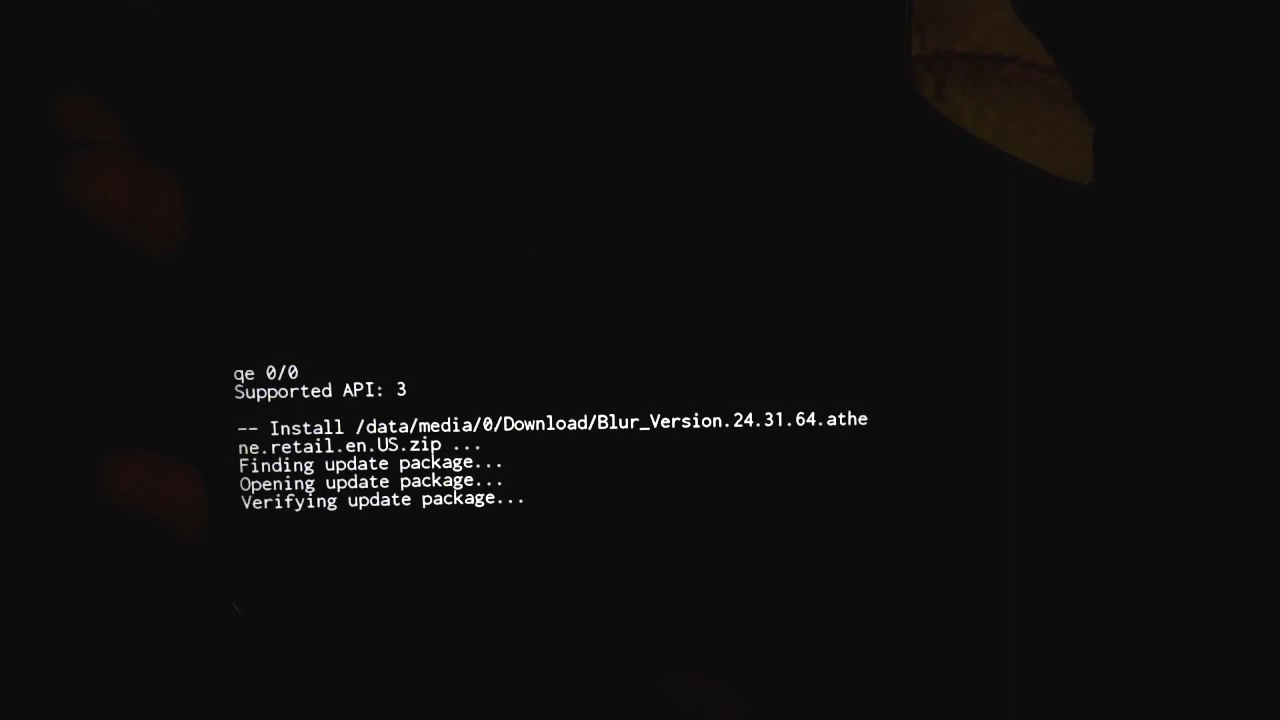 qe 0/0
Supported API: 3
-- Install /data/media/0/Download/Blur_Version.24.31.64.athe
ne.retail.en.US.zip ...
Finding update package...
Opening update package...
Verifying update package...